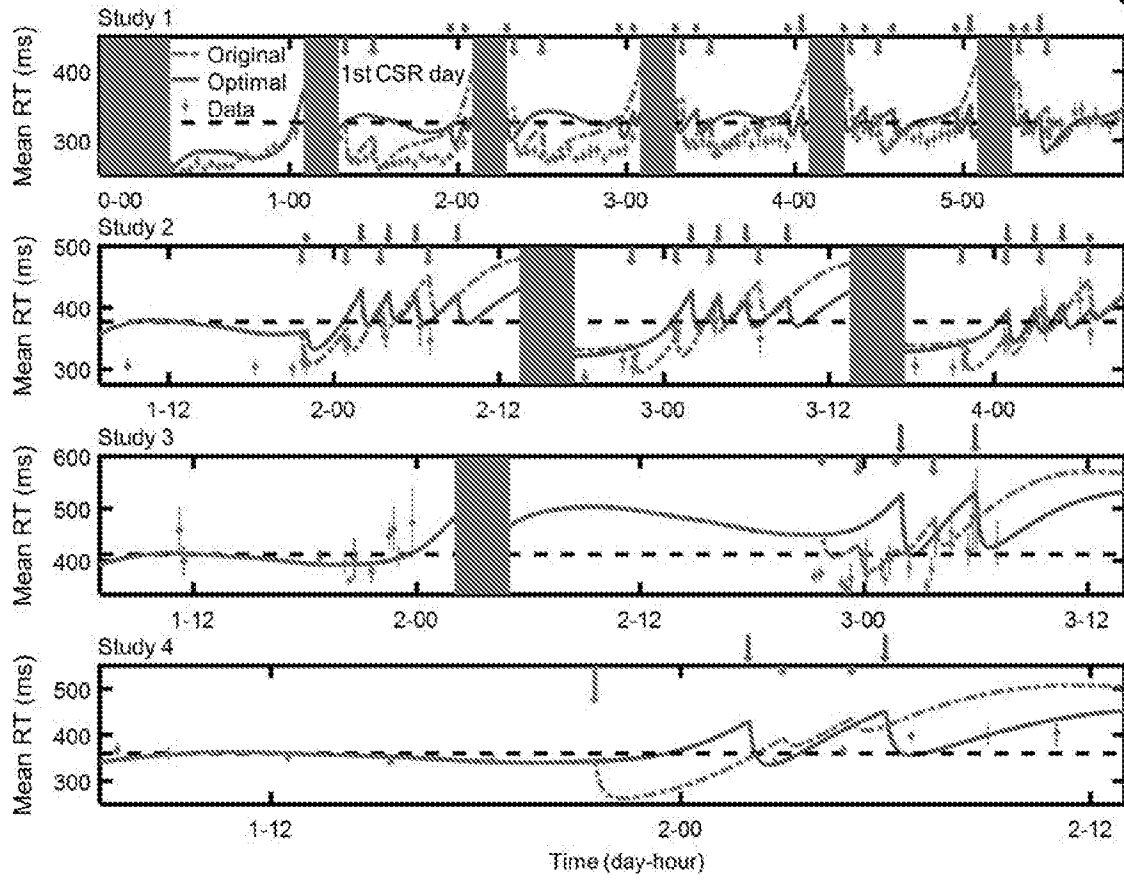 Study 1
Mean RT (ms)
400
300
Original
Optimal
Data
1st CSR day
0-00
1-00
2-00
3-00
4-00
5-00
Study 2
Mean RT (ms)
500
400
300
1-12
2-00
2-12
3-00
3-12
4-00
Study 3
Mean RT (ms)
600
500
400
1-12
2-00
2-12
3-00
3-12
Study 4
Mean RT (ms)
500
400
300
1-12
2-00
2-12
Time (day-hour)